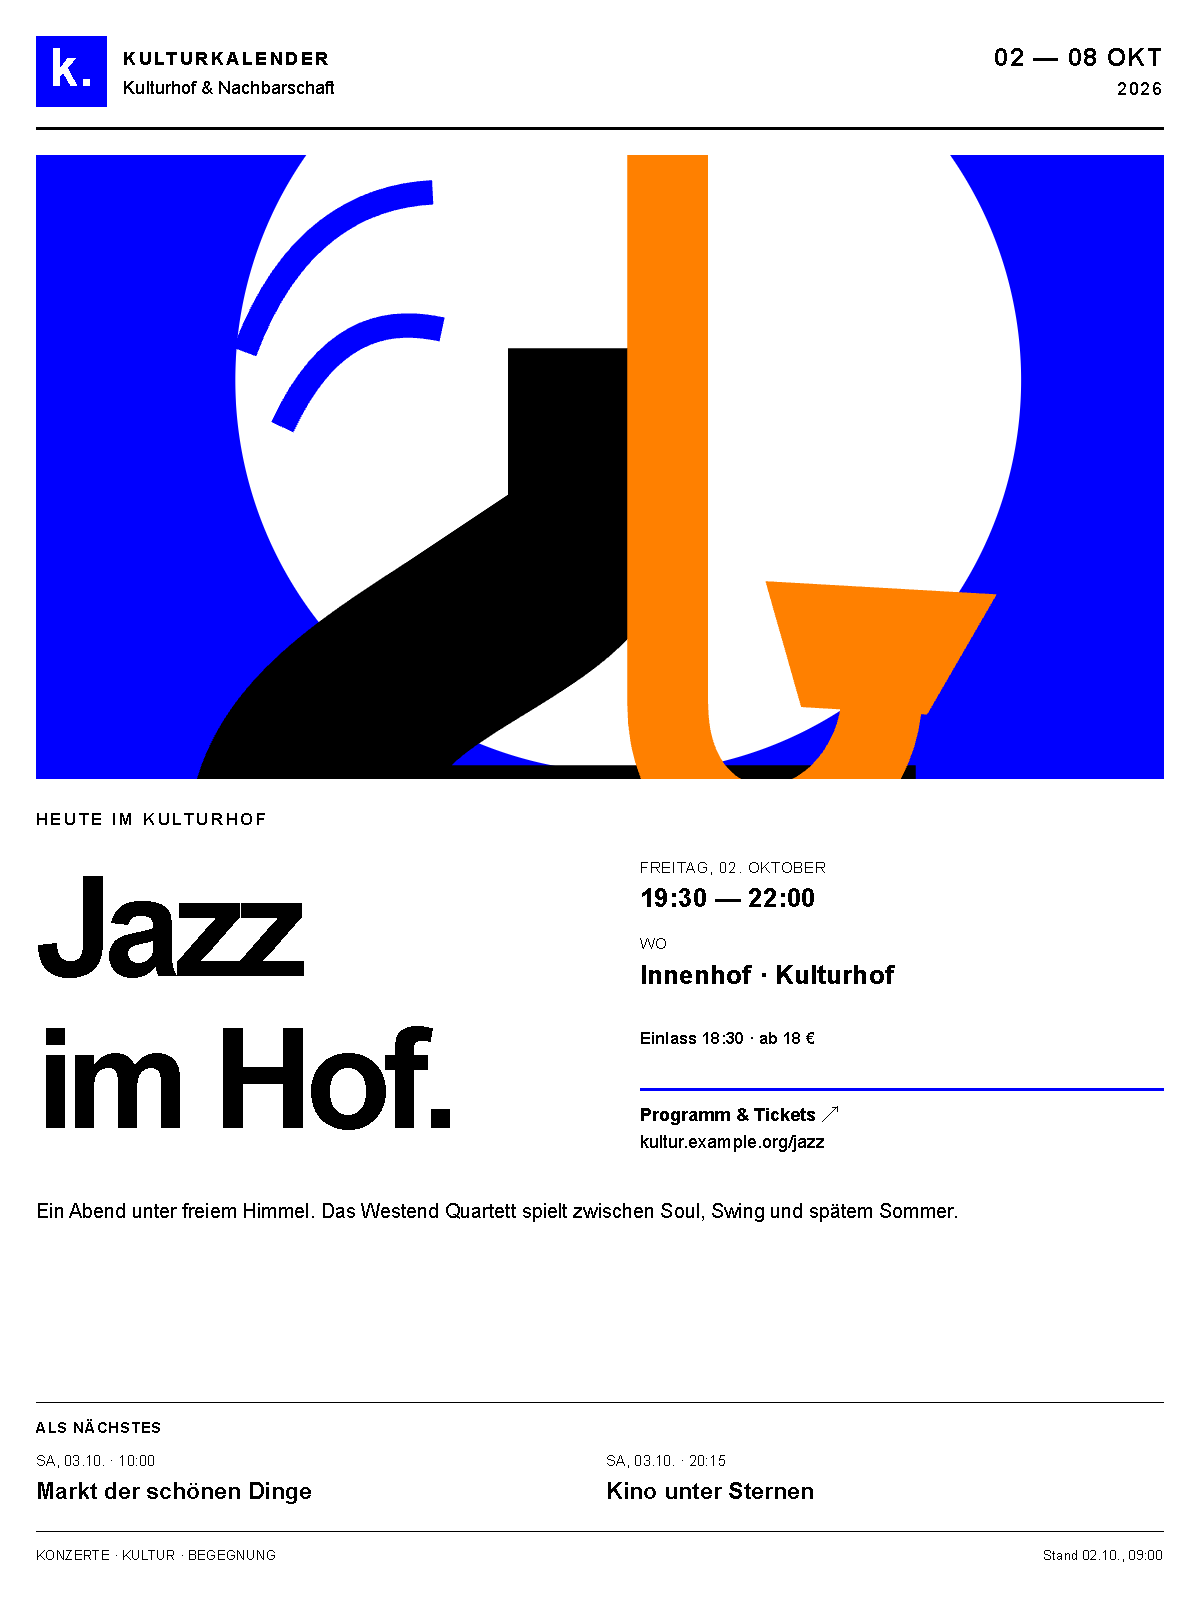 k.
KULTURKALENDER
Kulturhof & Nachbarschaft
02 — 08 OKT
2026
HEUTE IM KULTURHOF
Jazz
im Hof.
FREITAG, 02. OKTOBER
19:30 — 22:00
WO
Innenhof · Kulturhof
Einlass 18:30 · ab 18 €
Programm & Tickets ↗
kultur.example.org/jazz
Ein Abend unter freiem Himmel. Das Westend Quartett spielt zwischen Soul, Swing und spätem Sommer.
ALS NÄCHSTES
SA, 03.10. · 10:00
Markt der schönen Dinge
SA, 03.10. · 20:15
Kino unter Sternen
KONZERTE · KULTUR · BEGEGNUNG
Stand 02.10., 09:00